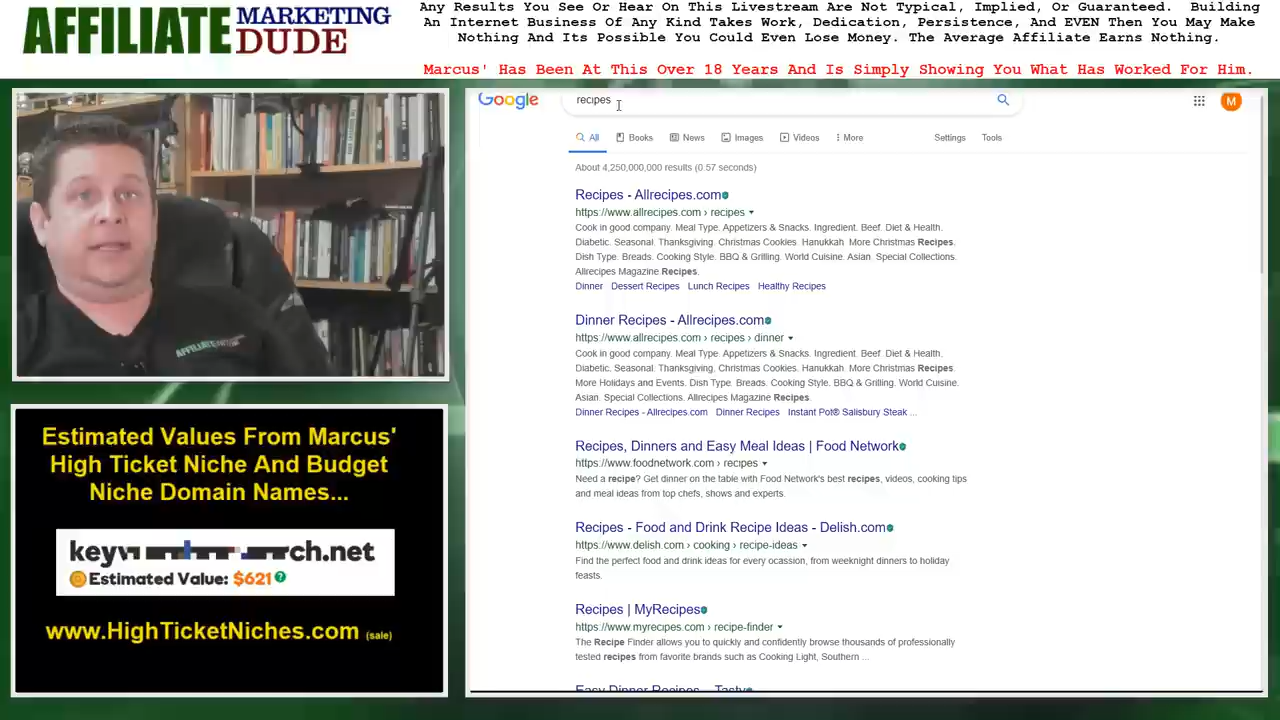 AFFILIATE MARKETING DUDE
Any Results You See Or Hear On This Livestream Are Not Typical, Implied, Or Guaranteed. Building
An Internet Business Of Any Kind Takes Work, Dedication, Persistence, And EVEN Then You May Make
Nothing And Its Possible You Could Even Lose Money. The Average Affiliate Earns Nothing.
Marcus' Has Been At This Over 18 Years And Is Simply Showing You What Has Worked For Him.
Google
recipes
M
All Books News Images Videos More Settings Tools
About 4,250,000,000 results (0.57 seconds)
Recipes - Allrecipes.com
https://www.allrecipes.com › recipes
Cook in good company. Meal Type. Appetizers & Snacks. Ingredient. Beef. Diet & Health.
Diabetic. Seasonal. Thanksgiving. Christmas Cookies. Hanukkah More Christmas Recipes.
Dish Type. Breads. Cooking Style. BBQ & Grilling. World Cuisine. Asian. Special Collections.
Allrecipes Magazine Recipes.
Dinner Dessert Recipes Lunch Recipes Healthy Recipes
Dinner Recipes - Allrecipes.com
https://www.allrecipes.com › recipes › dinner
Cook in good company. Meal Type. Appetizers & Snacks. Ingredient. Beef. Diet & Health.
Diabetic. Seasonal. Thanksgiving. Christmas Cookies. Hanukkah More Christmas Recipes.
More Holidays and Events. Dish Type. Breads. Cooking Style. BBQ & Grilling. World Cuisine.
Asian. Special Collections. Allrecipes Magazine Recipes.
Dinner Recipes - Allrecipes.com Dinner Recipes Instant Pot® Salisbury Steak ...
Recipes, Dinners and Easy Meal Ideas | Food Network
https://www.foodnetwork.com › recipes
Need a recipe? Get dinner on the table with Food Network's best recipes, videos, cooking tips
and meal ideas from top chefs, shows and experts.
Recipes - Food and Drink Recipe Ideas - Delish.com
https://www.delish.com › cooking › recipe-ideas
Find the perfect food and drink ideas for every ocassion, from weeknight dinners to holiday
feasts.
Recipes | MyRecipes
https://www.myrecipes.com › recipe-finder
The Recipe Finder allows you to quickly and confidently browse thousands of professionally
tested recipes from favorite brands such as Cooking Light, Southern ...
Easy Dinner Recipes - Tasty
Estimated Values From Marcus'
High Ticket Niche And Budget
Niche Domain Names...
Estimated Value: $621
www.HighTicketNiches.com (sale)